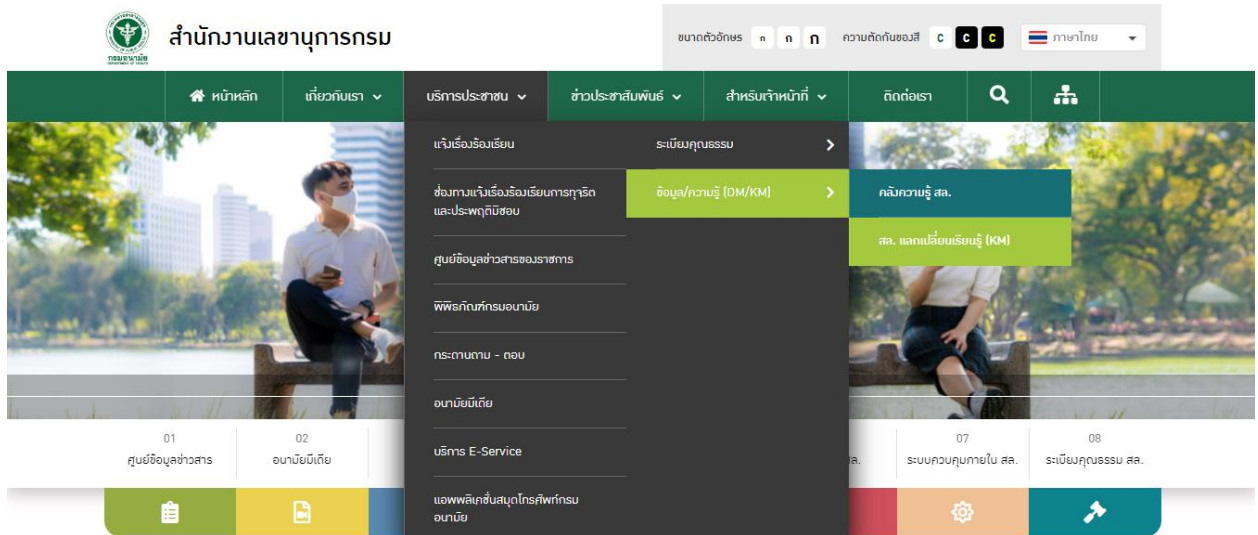 สำนักงานเลขานุการกรม
กรมอนามัย
DEPARTMENT OF HEALTH
ขนาดตัวอักษร ก ก ก ความตัดกันของสี C C C ภาษาไทย
หน้าหลัก เกี่ยวกับเรา บริการประชาชน ข่าวประชาสัมพันธ์ สำหรับเจ้าหน้าที่ ติดต่อเรา
แจ้งเรื่องร้องเรียน
ช่องทางแจ้งเรื่องร้องเรียนการทุจริต
และประพฤติมิชอบ
ศูนย์ข้อมูลข่าวสารของราชการ
พิพิธภัณฑ์กรมอนามัย
กระดานถาม - ตอบ
อนามัยมีเดีย
บริการ E-Service
แอพพลิเคชั่นสมุดโทรศัพท์กรม
อนามัย
ระเบียงคุณธรรม
ข้อมูล/ความรู้ (DM/KM)
คลังความรู้ สล.
สล. แลกเปลี่ยนเรียนรู้ (KM)
01
ศูนย์ข้อมูลข่าวสาร
02
อนามัยมีเดีย
สล.
07
ระบบควบคุมภายใน สล.
08
ระเบียงคุณธรรม สล.